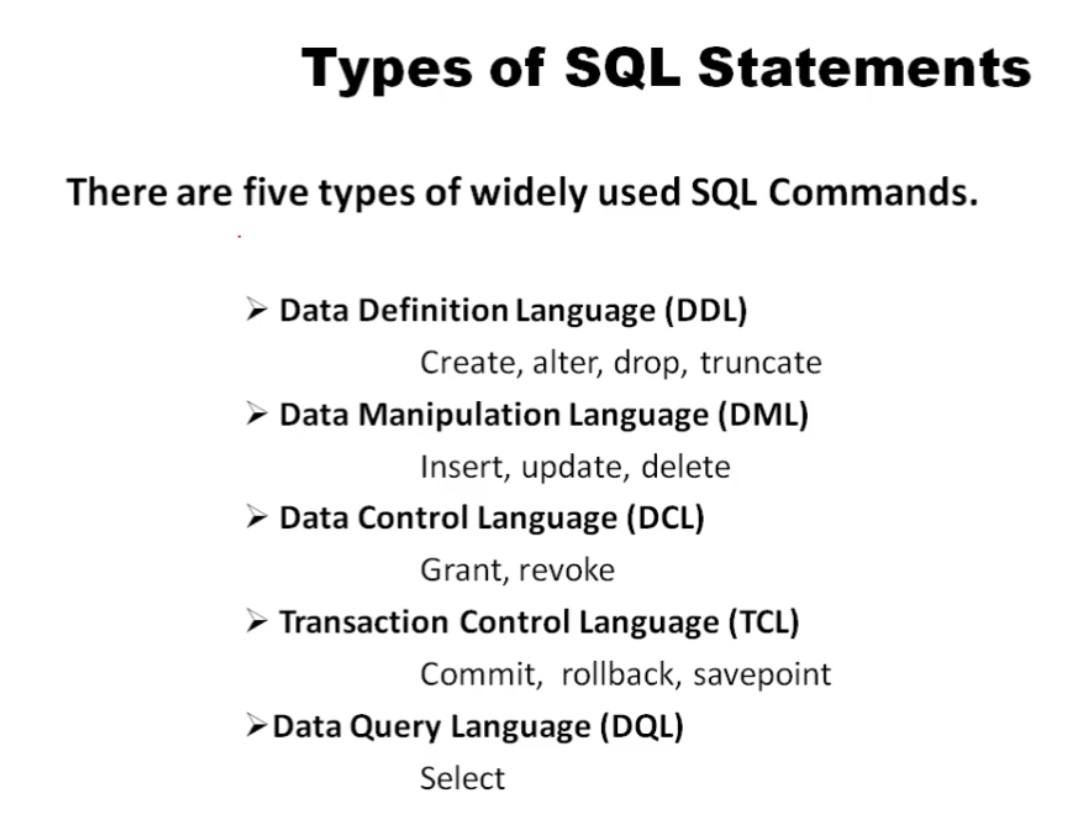 Types of SQL Statements
There are five types of widely used SQL Commands.
➢ Data Definition Language (DDL)
Create, alter, drop, truncate
➢ Data Manipulation Language (DML)
Insert, update, delete
➢ Data Control Language (DCL)
Grant, revoke
➢ Transaction Control Language (TCL)
Commit, rollback, savepoint
➢Data Query Language (DQL)
Select